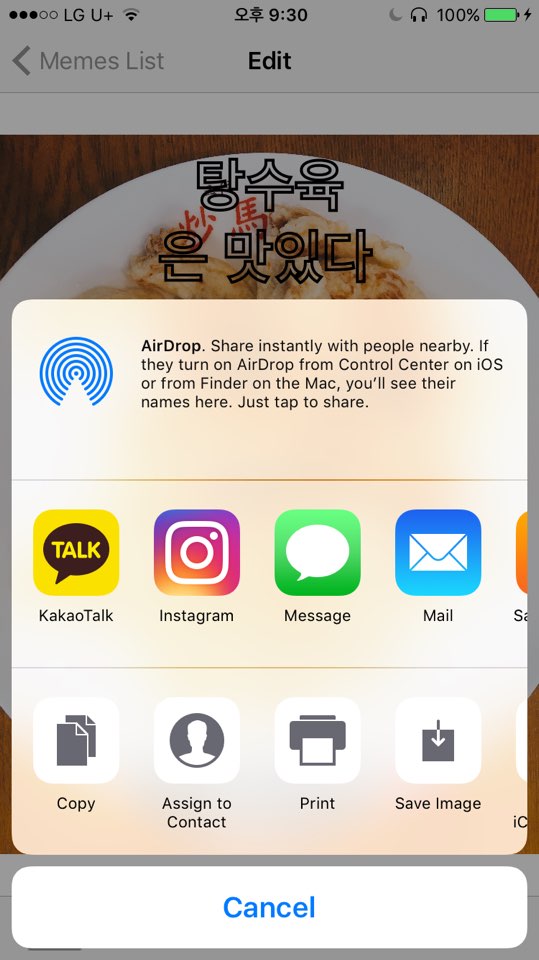 LG U+ 오후 9:30 100%
Memes List Edit
탕수육
炒馬
은 맛있다
AirDrop. Share instantly with people nearby. If
they turn on AirDrop from Control Center on iOS
or from Finder on the Mac, you’ll see their
names here. Just tap to share.
TALK
KakaoTalk Instagram Message Mail Sa
Copy Assign to Print Save Image
Contact iC
Cancel